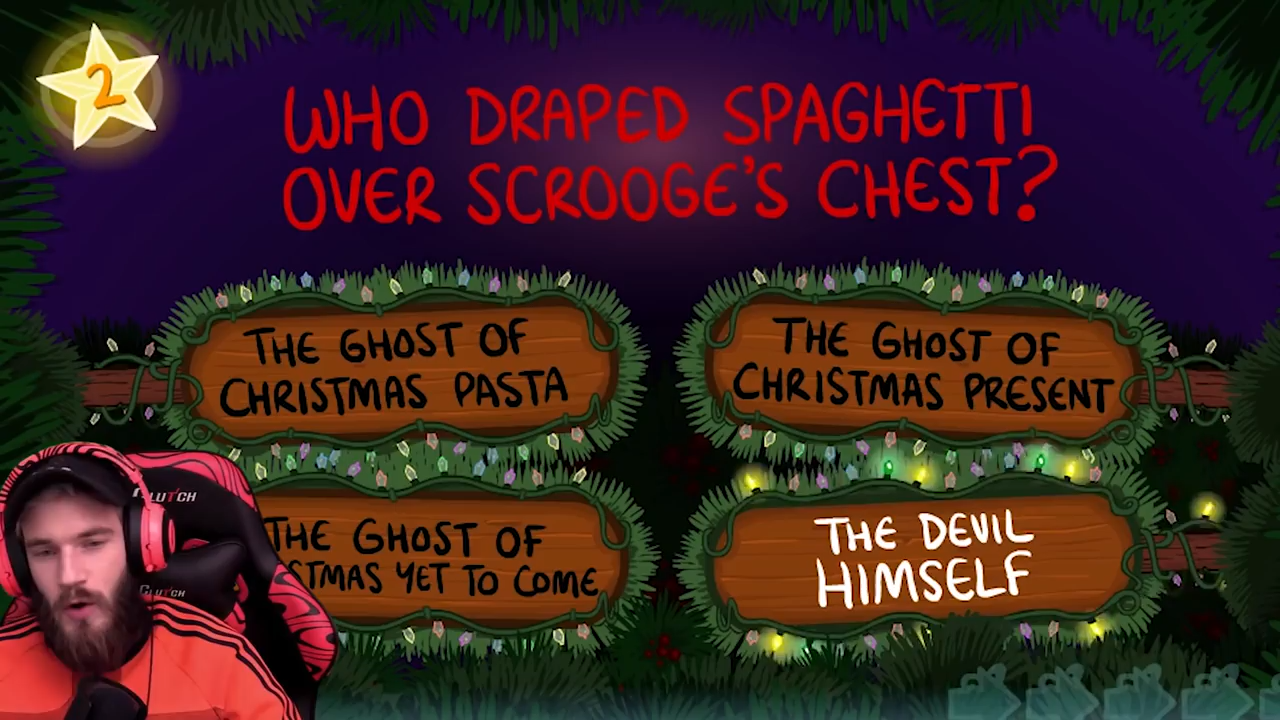 2
WHO DRAPED SPAGHETTI
OVER SCROOGE'S CHEST?
THE GHOST OF
CHRISTMAS PASTA
THE GHOST OF
CHRISTMAS PRESENT
THE GHOST OF
STMAS YET TO COME
THE DEVIL
HIMSELF
CLUTCH
CLUTCH